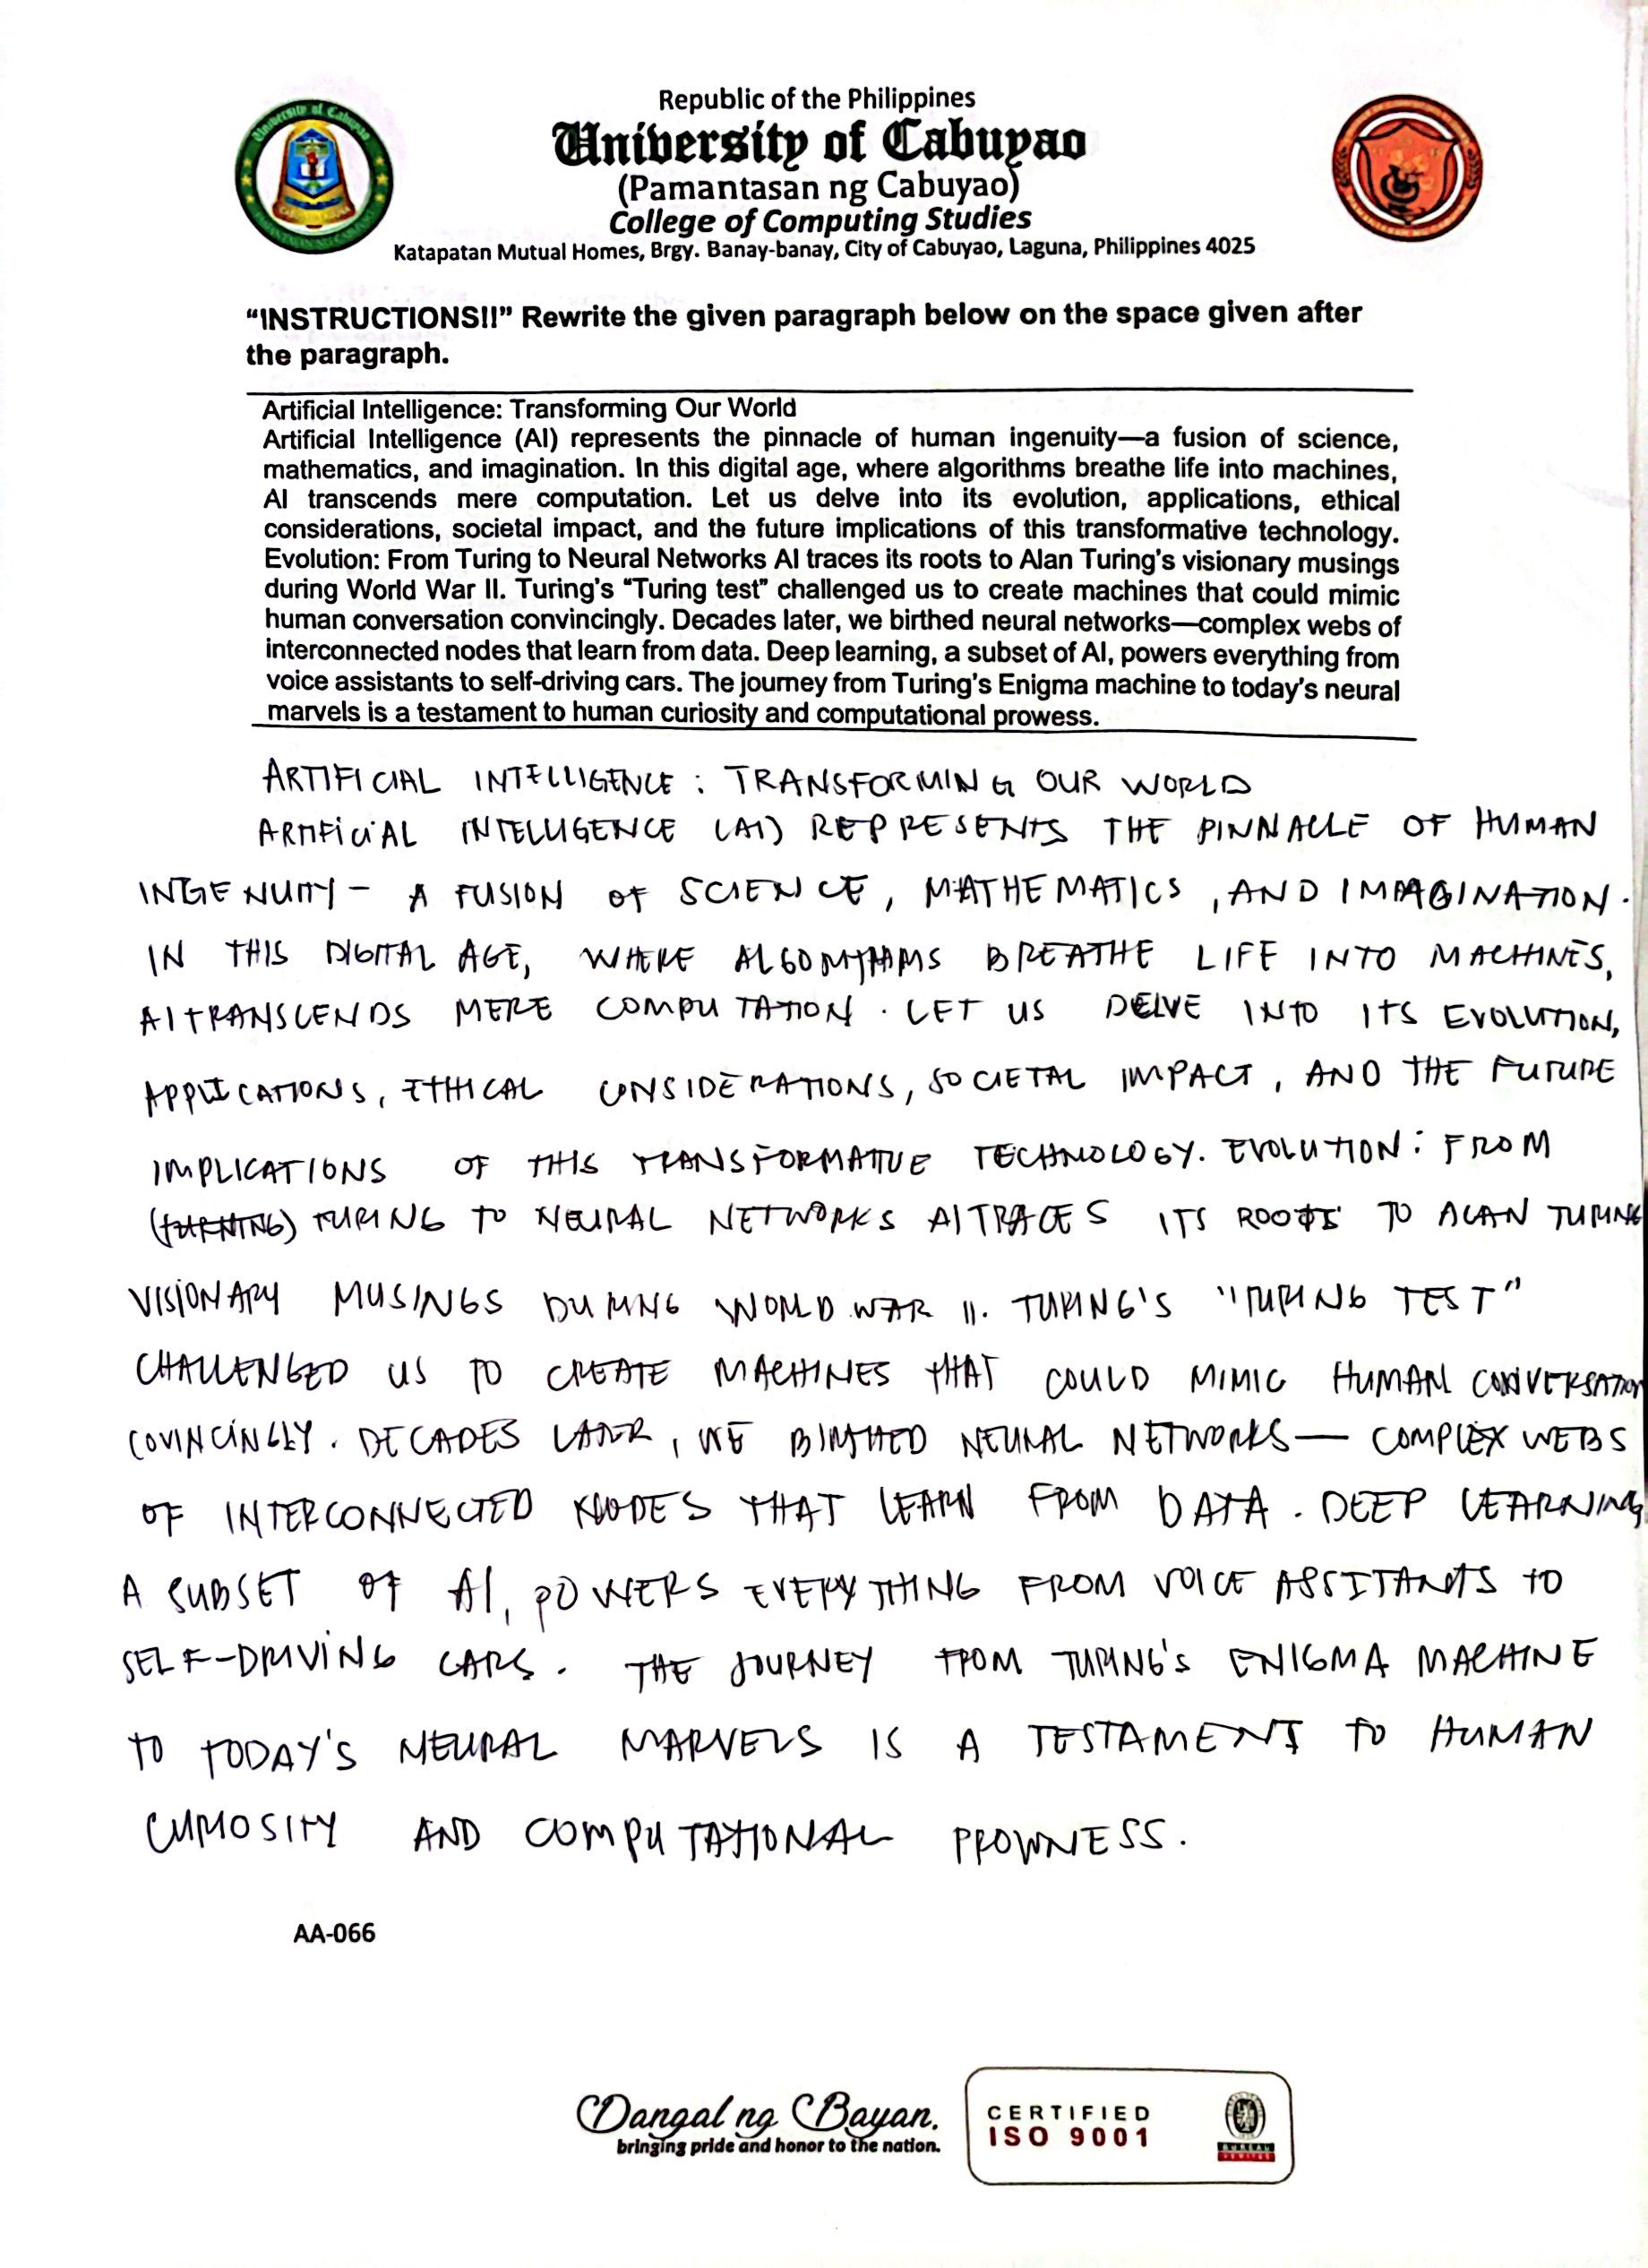 Republic of the Philippines
University of Cabuyao
(Pamantasan ng Cabuyao)
College of Computing Studies
Katapatan Mutual Homes, Brgy. Banay-banay, City of Cabuyao, Laguna, Philippines 4025
“INSTRUCTIONS!!” Rewrite the given paragraph below on the space given after
the paragraph.
Artificial Intelligence: Transforming Our World
Artificial Intelligence (AI) represents the pinnacle of human ingenuity—a fusion of science,
mathematics, and imagination. In this digital age, where algorithms breathe life into machines,
AI transcends mere computation. Let us delve into its evolution, applications, ethical
considerations, societal impact, and the future implications of this transformative technology.
Evolution: From Turing to Neural Networks AI traces its roots to Alan Turing’s visionary musings
during World War II. Turing’s “Turing test” challenged us to create machines that could mimic
human conversation convincingly. Decades later, we birthed neural networks—complex webs of
interconnected nodes that learn from data. Deep learning, a subset of AI, powers everything from
voice assistants to self-driving cars. The journey from Turing’s Enigma machine to today’s neural
marvels is a testament to human curiosity and computational prowess.
ARTIFICIAL INTELLIGENCE : TRANSFORMING OUR WORLD
ARTIFICIAL INTELLIGENCE (AI) REPRESENTS THE PINNACLE OF HUMAN
INGENUITY - A FUSION OF SCIENCE, MATHEMATICS, AND IMAGINATION.
IN THIS DIGITAL AGE, WHERE ALGORITHMS BREATHE LIFE INTO MACHINES,
AI TRANSCENDS MERE COMPUTATION. LET US DELVE INTO ITS EVOLUTION,
APPLICATIONS, ETHICAL CONSIDERATIONS, SOCIETAL IMPACT, AND THE FUTURE
IMPLICATIONS OF THIS TRANSFORMATIVE TECHNOLOGY. EVOLUTION: FROM
(TURNING) TURING TO NEURAL NETWORKS AI TRACES ITS ROOTS TO ALAN TURING
VISIONARY MUSINGS DURING WORLD WAR II. TURING'S "TURING TEST"
CHALLENGED US TO CREATE MACHINES THAT COULD MIMIC HUMAN CONVERSATION
COVINCINGLY. DECADES LATER, WE BIRTHED NEURAL NETWORKS— COMPLEX WEBS
OF INTERCONNECTED NODES THAT LEARN FROM DATA. DEEP LEARNING,
A SUBSET OF AI, POWERS EVERYTHING FROM VOICE ASSITANTS TO
SELF-DRIVING CARS. THE JOURNEY FROM TURING'S ENIGMA MACHINE
TO TODAY'S NEURAL MARVELS IS A TESTAMENT TO HUMAN
CURIOSITY AND COMPUTATIONAL PROWNESS.
AA-066
Dangal ng Bayan.
bringing pride and honor to the nation.
CERTIFIED
ISO 9001